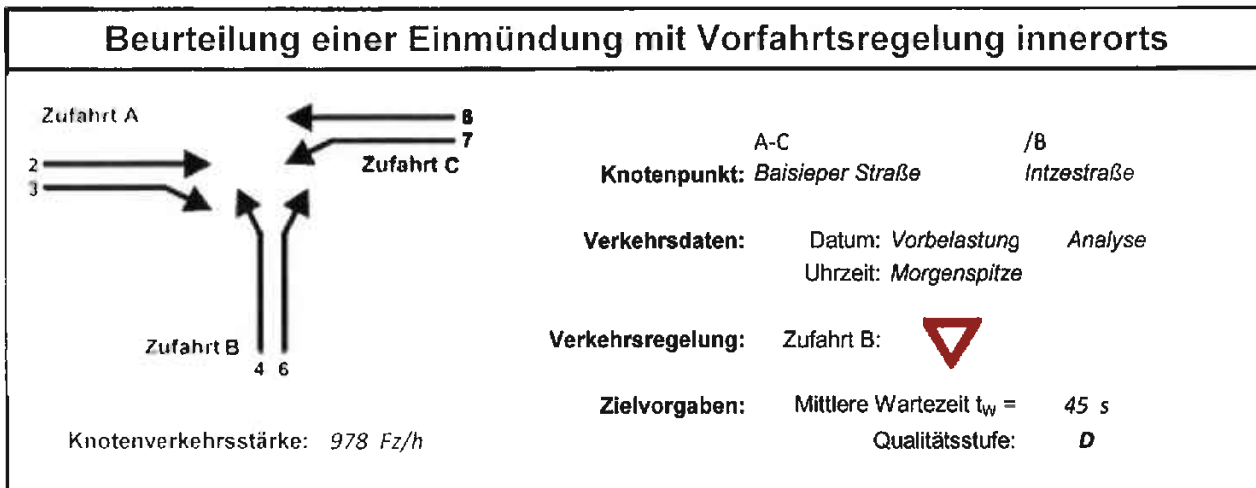 Beurteilung einer Einmündung mit Vorfahrtsregelung innerorts
Zufahrt A
8
7
Zufahrt C
2
3
Zufahrt B
4 6
Knotenverkehrsstärke: 978 Fz/h
A-C /B
Knotenpunkt: Baisieper Straße Intzestraße
Verkehrsdaten: Datum: Vorbelastung Analyse
Uhrzeit: Morgenspitze
Verkehrsregelung: Zufahrt B:
Zielvorgaben: Mittlere Wartezeit tW = 45 s
Qualitätsstufe: D